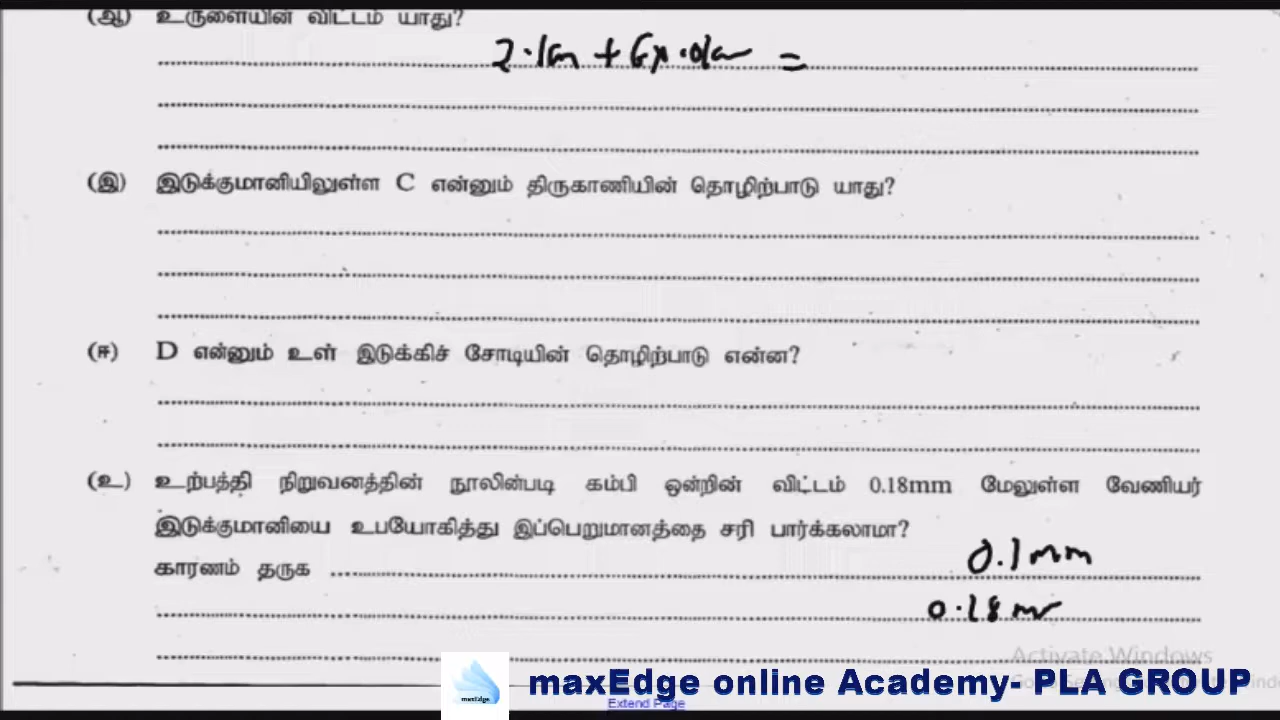 (ஆ) உருளையின் விட்டம் யாது?
2.1cm + 6x.01cm =
(இ) இடுக்குமானியிலுள்ள C என்னும் திருகாணியின் தொழிற்பாடு யாது?
(ஈ) D என்னும் உள் இடுக்கிச் சோடியின் தொழிற்பாடு என்ன?
(உ) உற்பத்தி நிறுவனத்தின் நூலின்படி கம்பி ஒன்றின் விட்டம் 0.18mm மேலுள்ள வேணியர்
இடுக்குமானியை உபயோகித்து இப்பெறுமானத்தை சரி பார்க்கலாமா?
0.1mm
காரணம் தருக
0.18m
Activate Windows
maxEdge online Academy- PLA GROUP
maxEdge
Extend Page